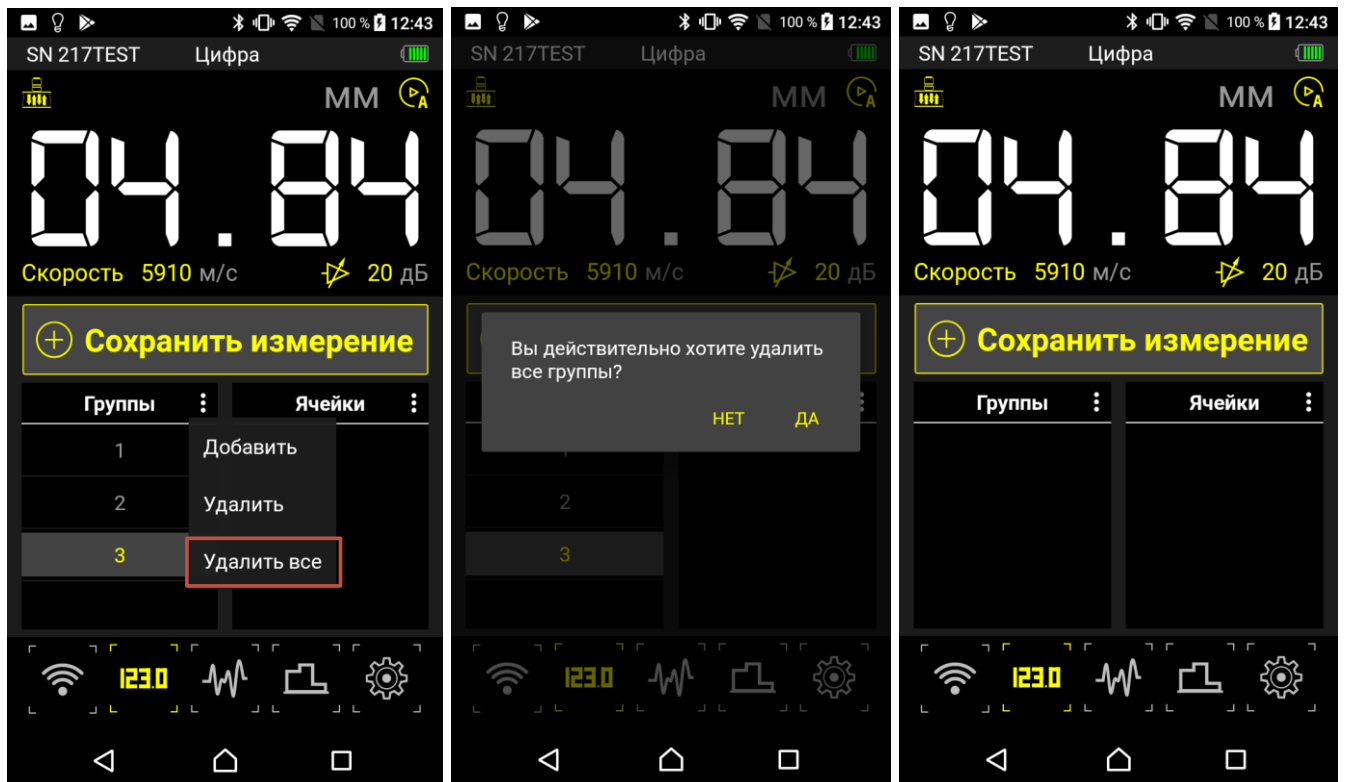 100 % 12:43
SN 217TEST Цифра
ММ A
04.84
Скорость 5910 м/с 20 дБ
Сохранить измерение
Группы Ячейки
1
2
3
Добавить
Удалить
Удалить все
123.0
100 % 12:43
SN 217TEST Цифра
ММ A
04.84
Скорость 5910 м/с 20 дБ
Вы действительно хотите удалить
все группы?
НЕТ ДА
2
3
123.0
100 % 12:43
SN 217TEST Цифра
ММ A
04.84
Скорость 5910 м/с 20 дБ
Сохранить измерение
Группы Ячейки
123.0